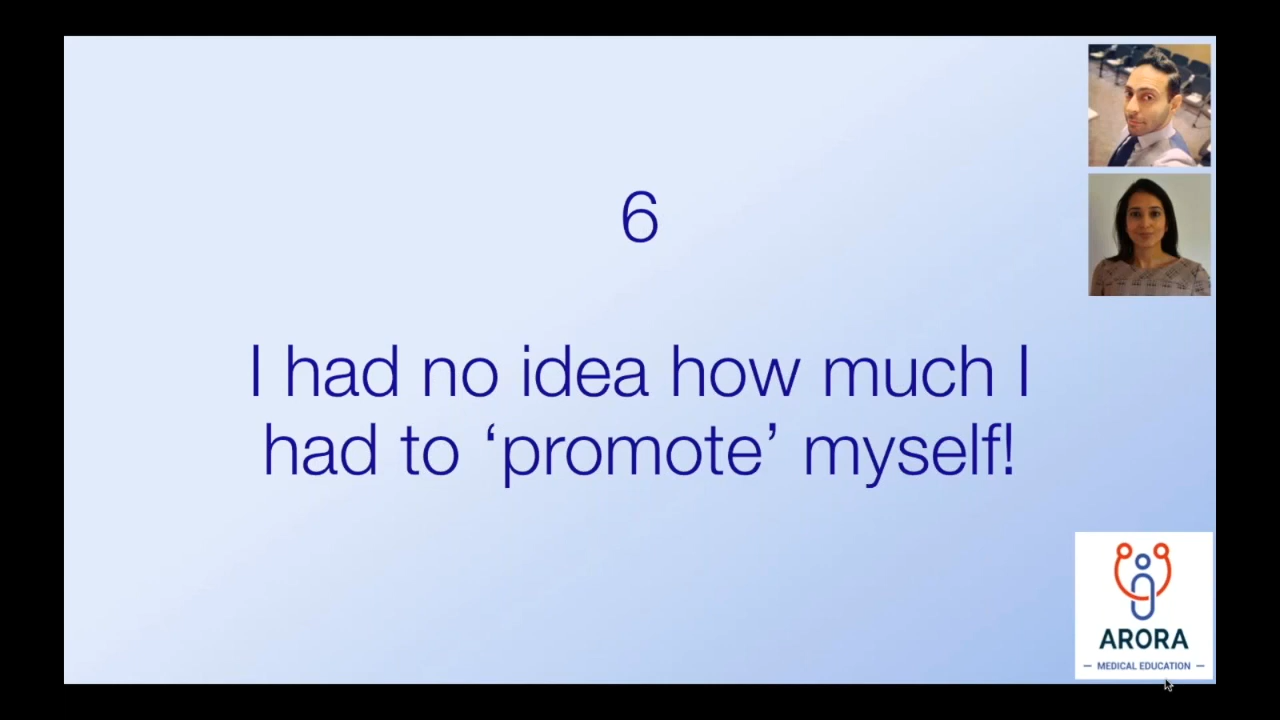 6
I had no idea how much I
had to ‘promote’ myself!
ARORA
MEDICAL EDUCATION